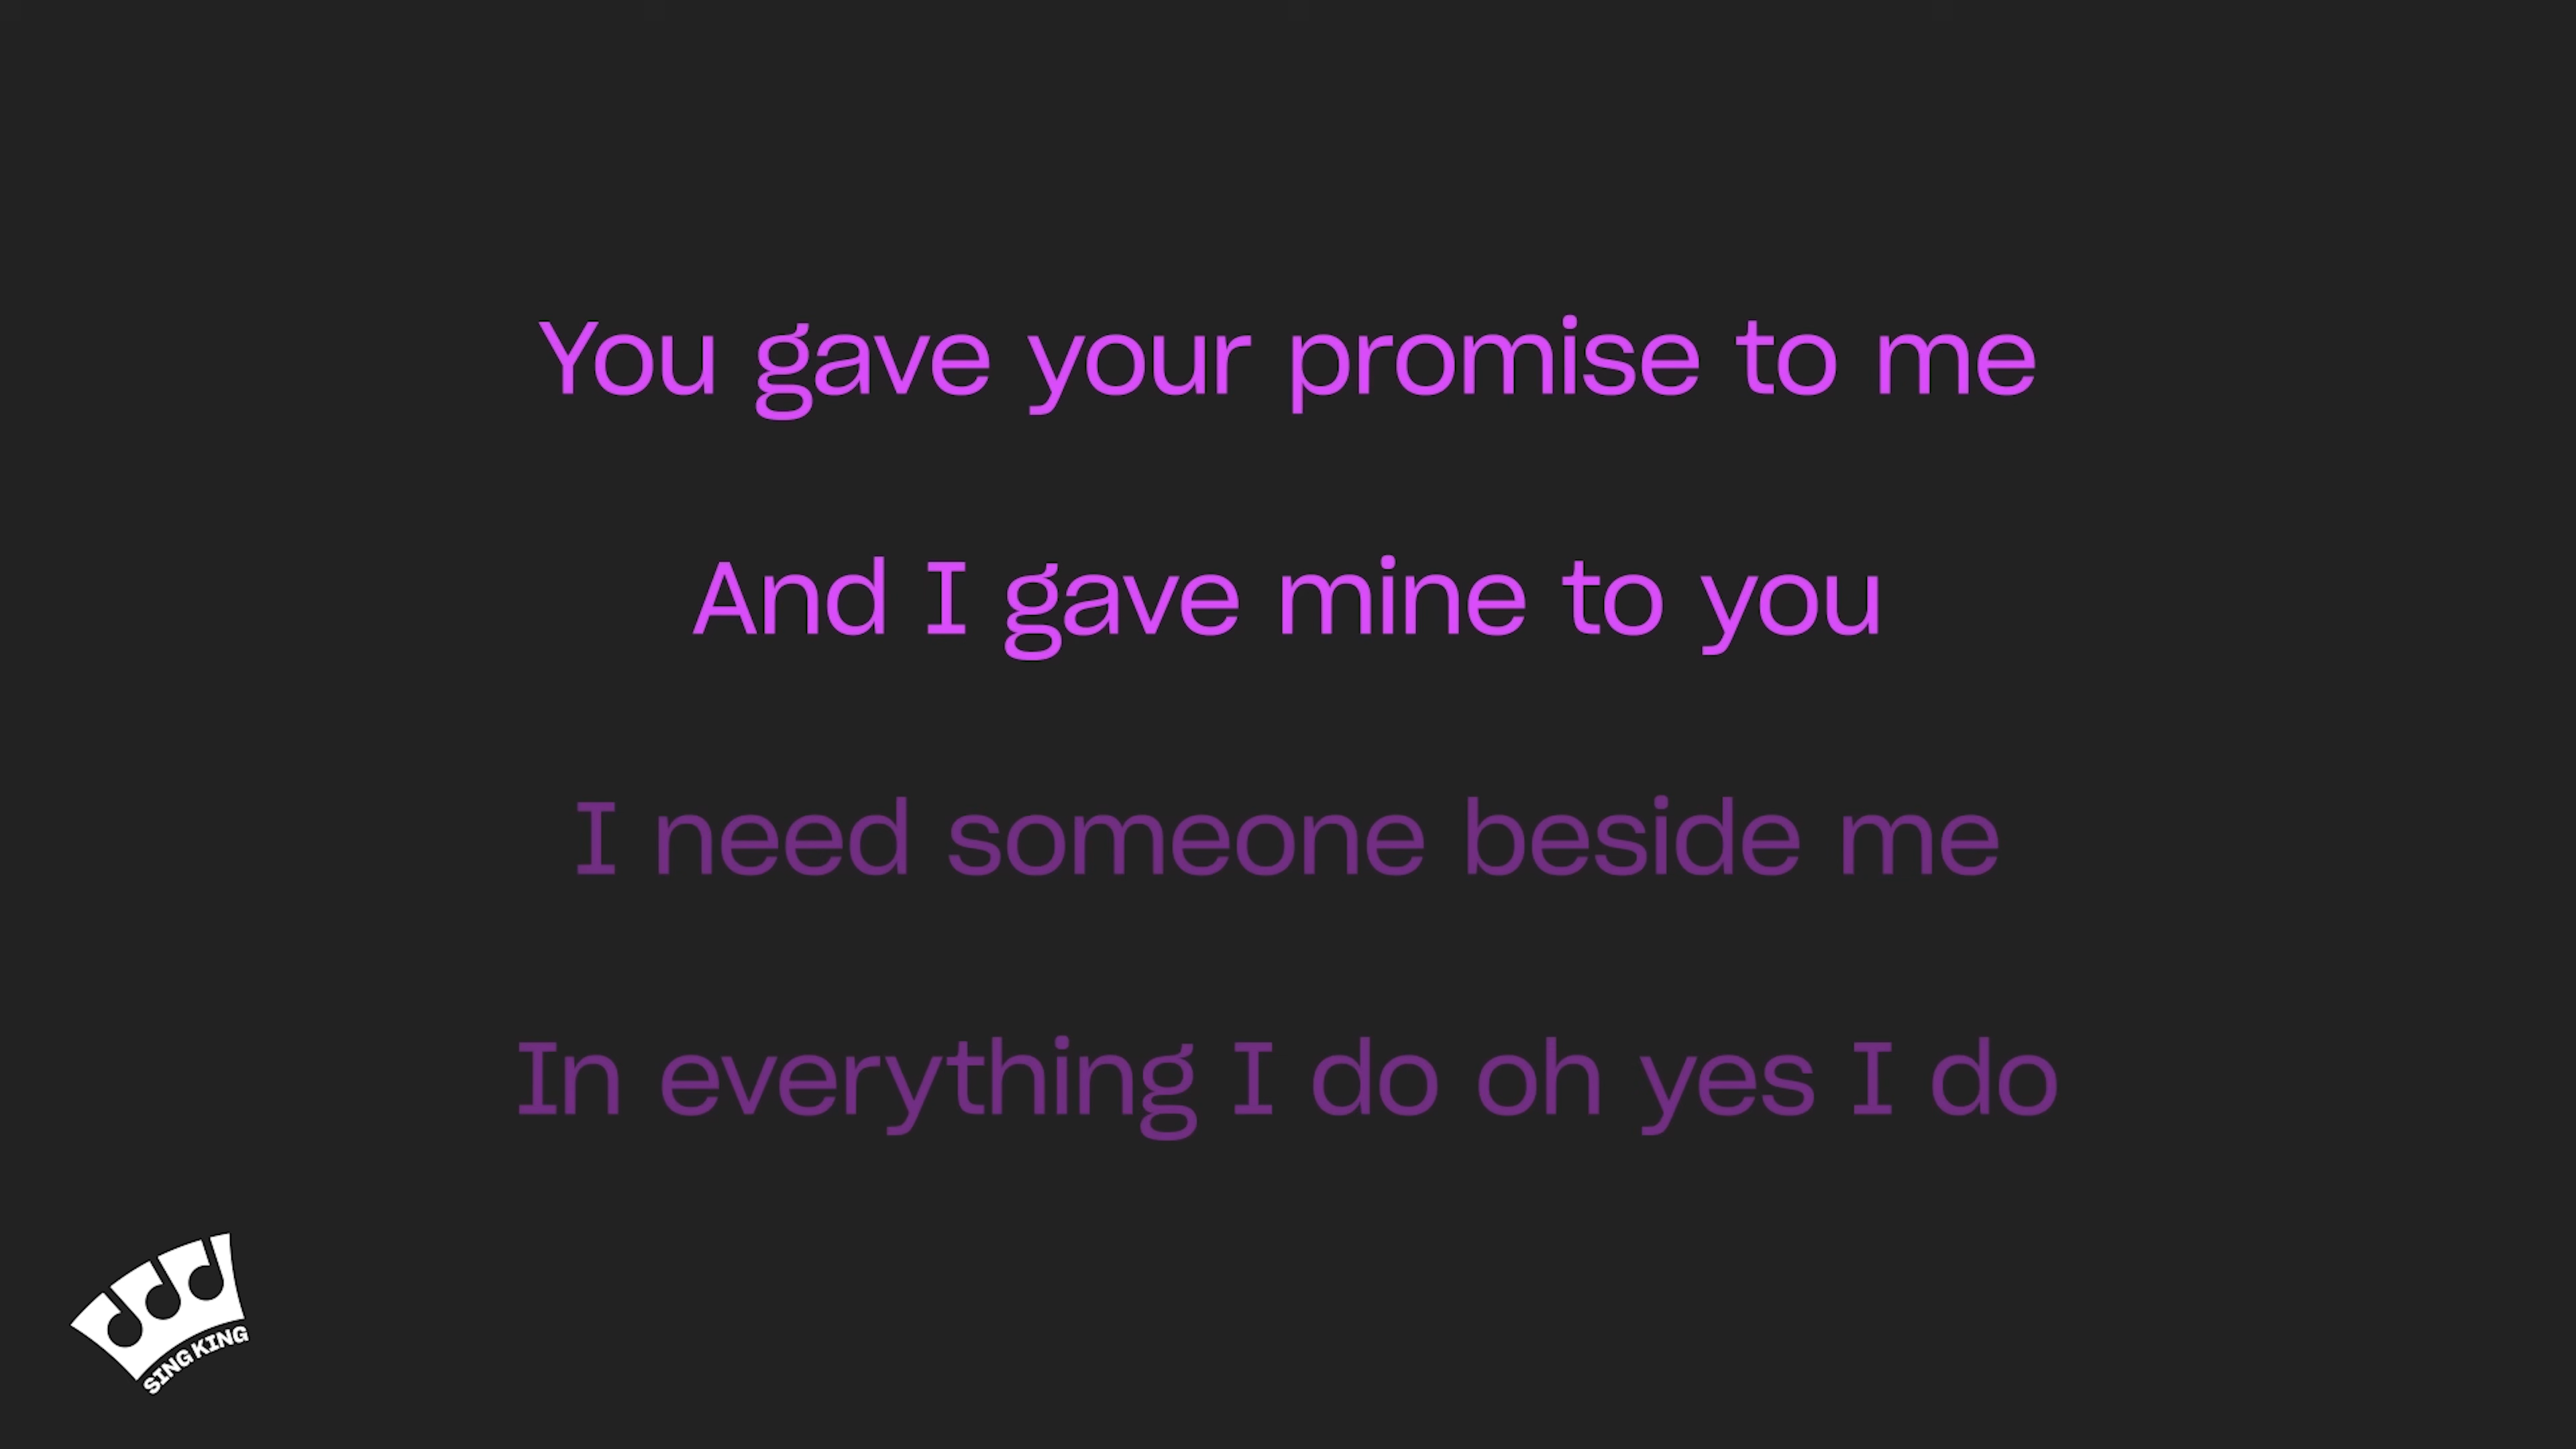 You gave your promise to me
And I gave mine to you
I need someone beside me
In everything I do oh yes I do
SING KING